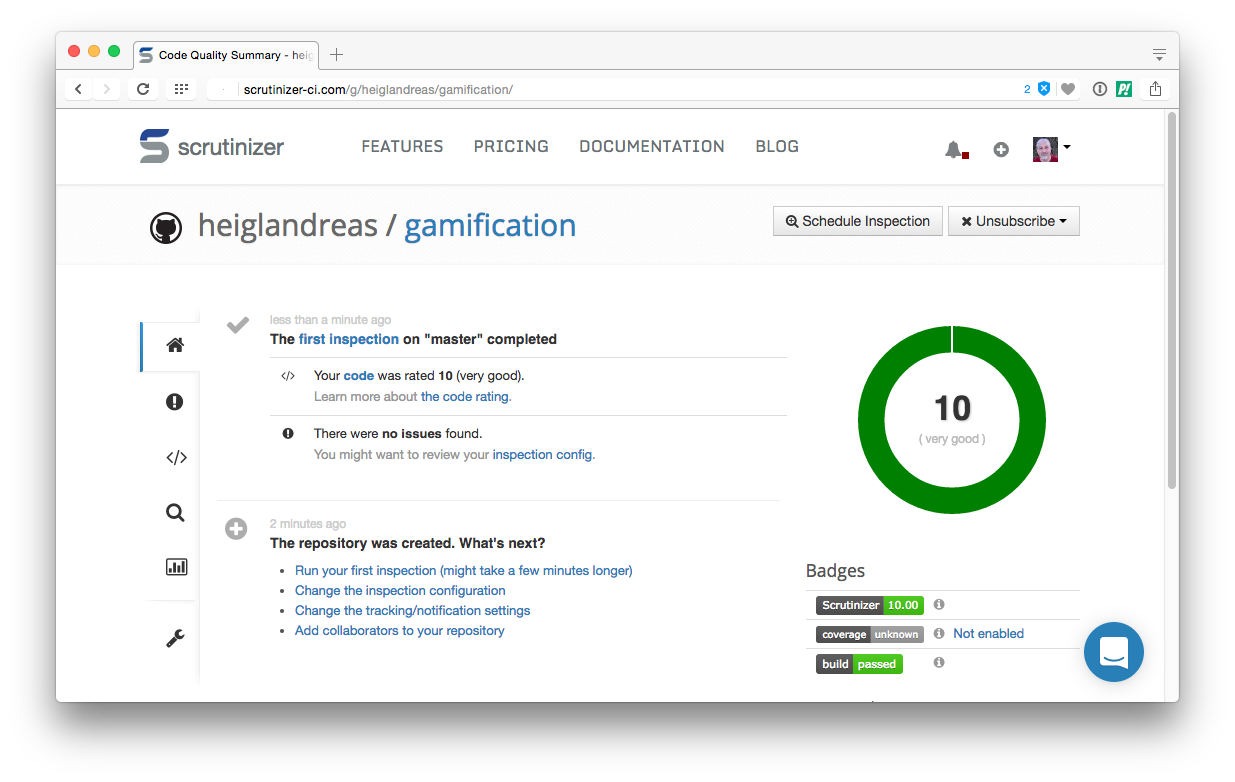 Code Quality Summary - heig
scrutinizer-ci.com/g/heiglandreas/gamification/
2
scrutinizer
FEATURES
PRICING
DOCUMENTATION
BLOG
heiglandreas / gamification
Schedule Inspection
Unsubscribe
less than a minute ago
The first inspection on "master" completed
</> Your code was rated 10 (very good).
Learn more about the code rating.
There were no issues found.
You might want to review your inspection config.
10
( very good )
2 minutes ago
The repository was created. What's next?
• Run your first inspection (might take a few minutes longer)
• Change the inspection configuration
• Change the tracking/notification settings
• Add collaborators to your repository
Badges
Scrutinizer 10.00
coverage unknown Not enabled
build passed